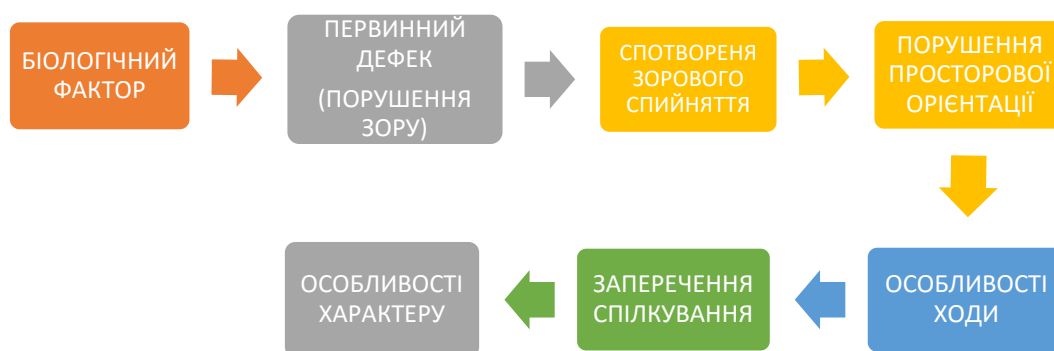 БІОЛОГІЧНИЙ
ФАКТОР
ПЕРВИННИЙ
ДЕФЕК
(ПОРУШЕННЯ
ЗОРУ)
СПОТВОРЕНЯ
ЗОРОВОГО
СПИЙНЯТТЯ
ПОРУШЕННЯ
ПРОСТОРОВОЇ
ОРІЄНТАЦІЇ
ОСОБЛИВОСТІ
ХОДИ
ЗАПЕРЕЧЕННЯ
СПІЛКУВАННЯ
ОСОБЛИВОСТІ
ХАРАКТЕРУ